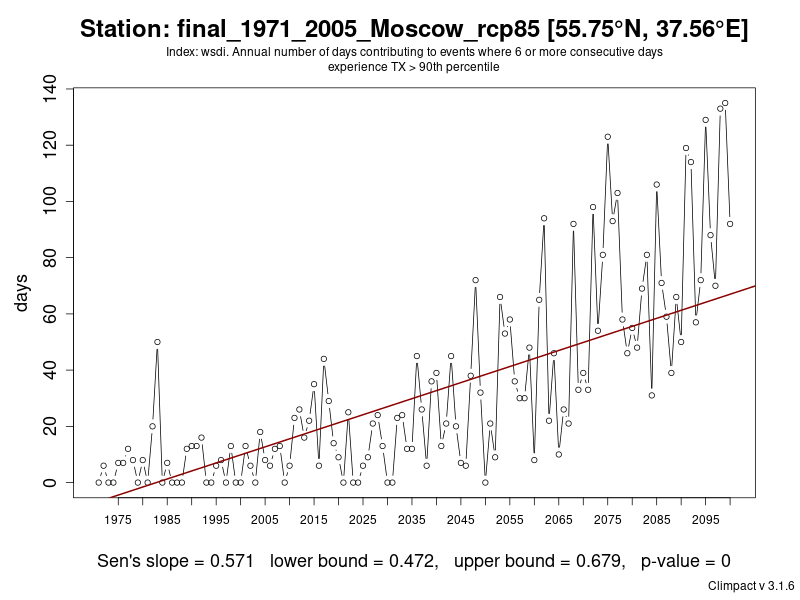 Station: final_1971_2005_Moscow_rcp85 [55.75°N, 37.56°E]
Index: wsdi. Annual number of days contributing to events where 6 or more consecutive days
experience TX > 90th percentile
140
120
100
80
60
40
20
0
days
1975 1985 1995 2005 2015 2025 2035 2045 2055 2065 2075 2085 2095
Sen's slope = 0.571 lower bound = 0.472, upper bound = 0.679, p-value = 0
Climpact v 3.1.6